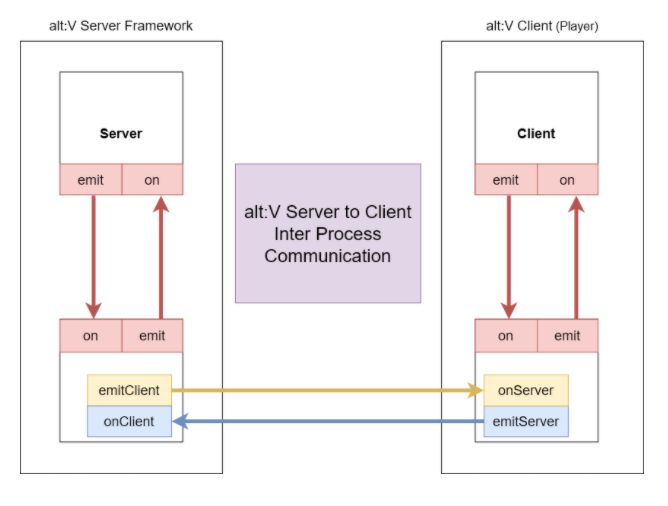 alt:V Server Framework
alt:V Client (Player)
Server
emit
on
on
emit
emitClient
onClient
alt:V Server to Client
Inter Process
Communication
Client
emit
on
on
emit
onServer
emitServer